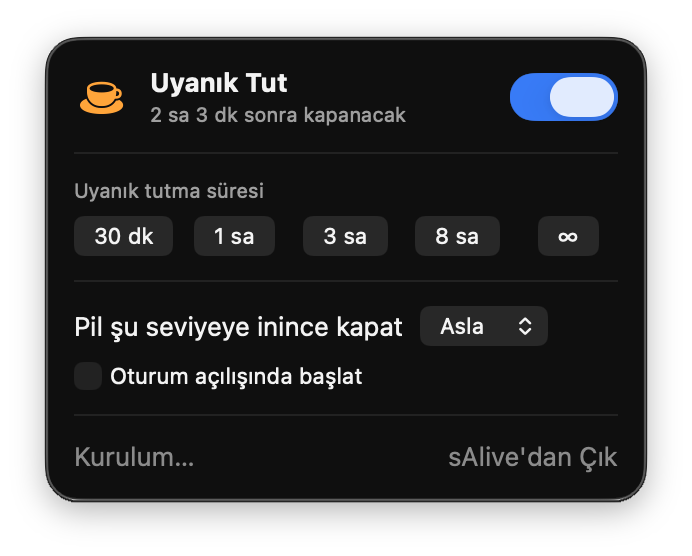 Uyanık Tut
2 sa 3 dk sonra kapanacak
Uyanık tutma süresi
30 dk 1 sa 3 sa 8 sa ∞
Pil şu seviyeye inince kapat Asla
Oturum açılışında başlat
Kurulum... sAlive'dan Çık